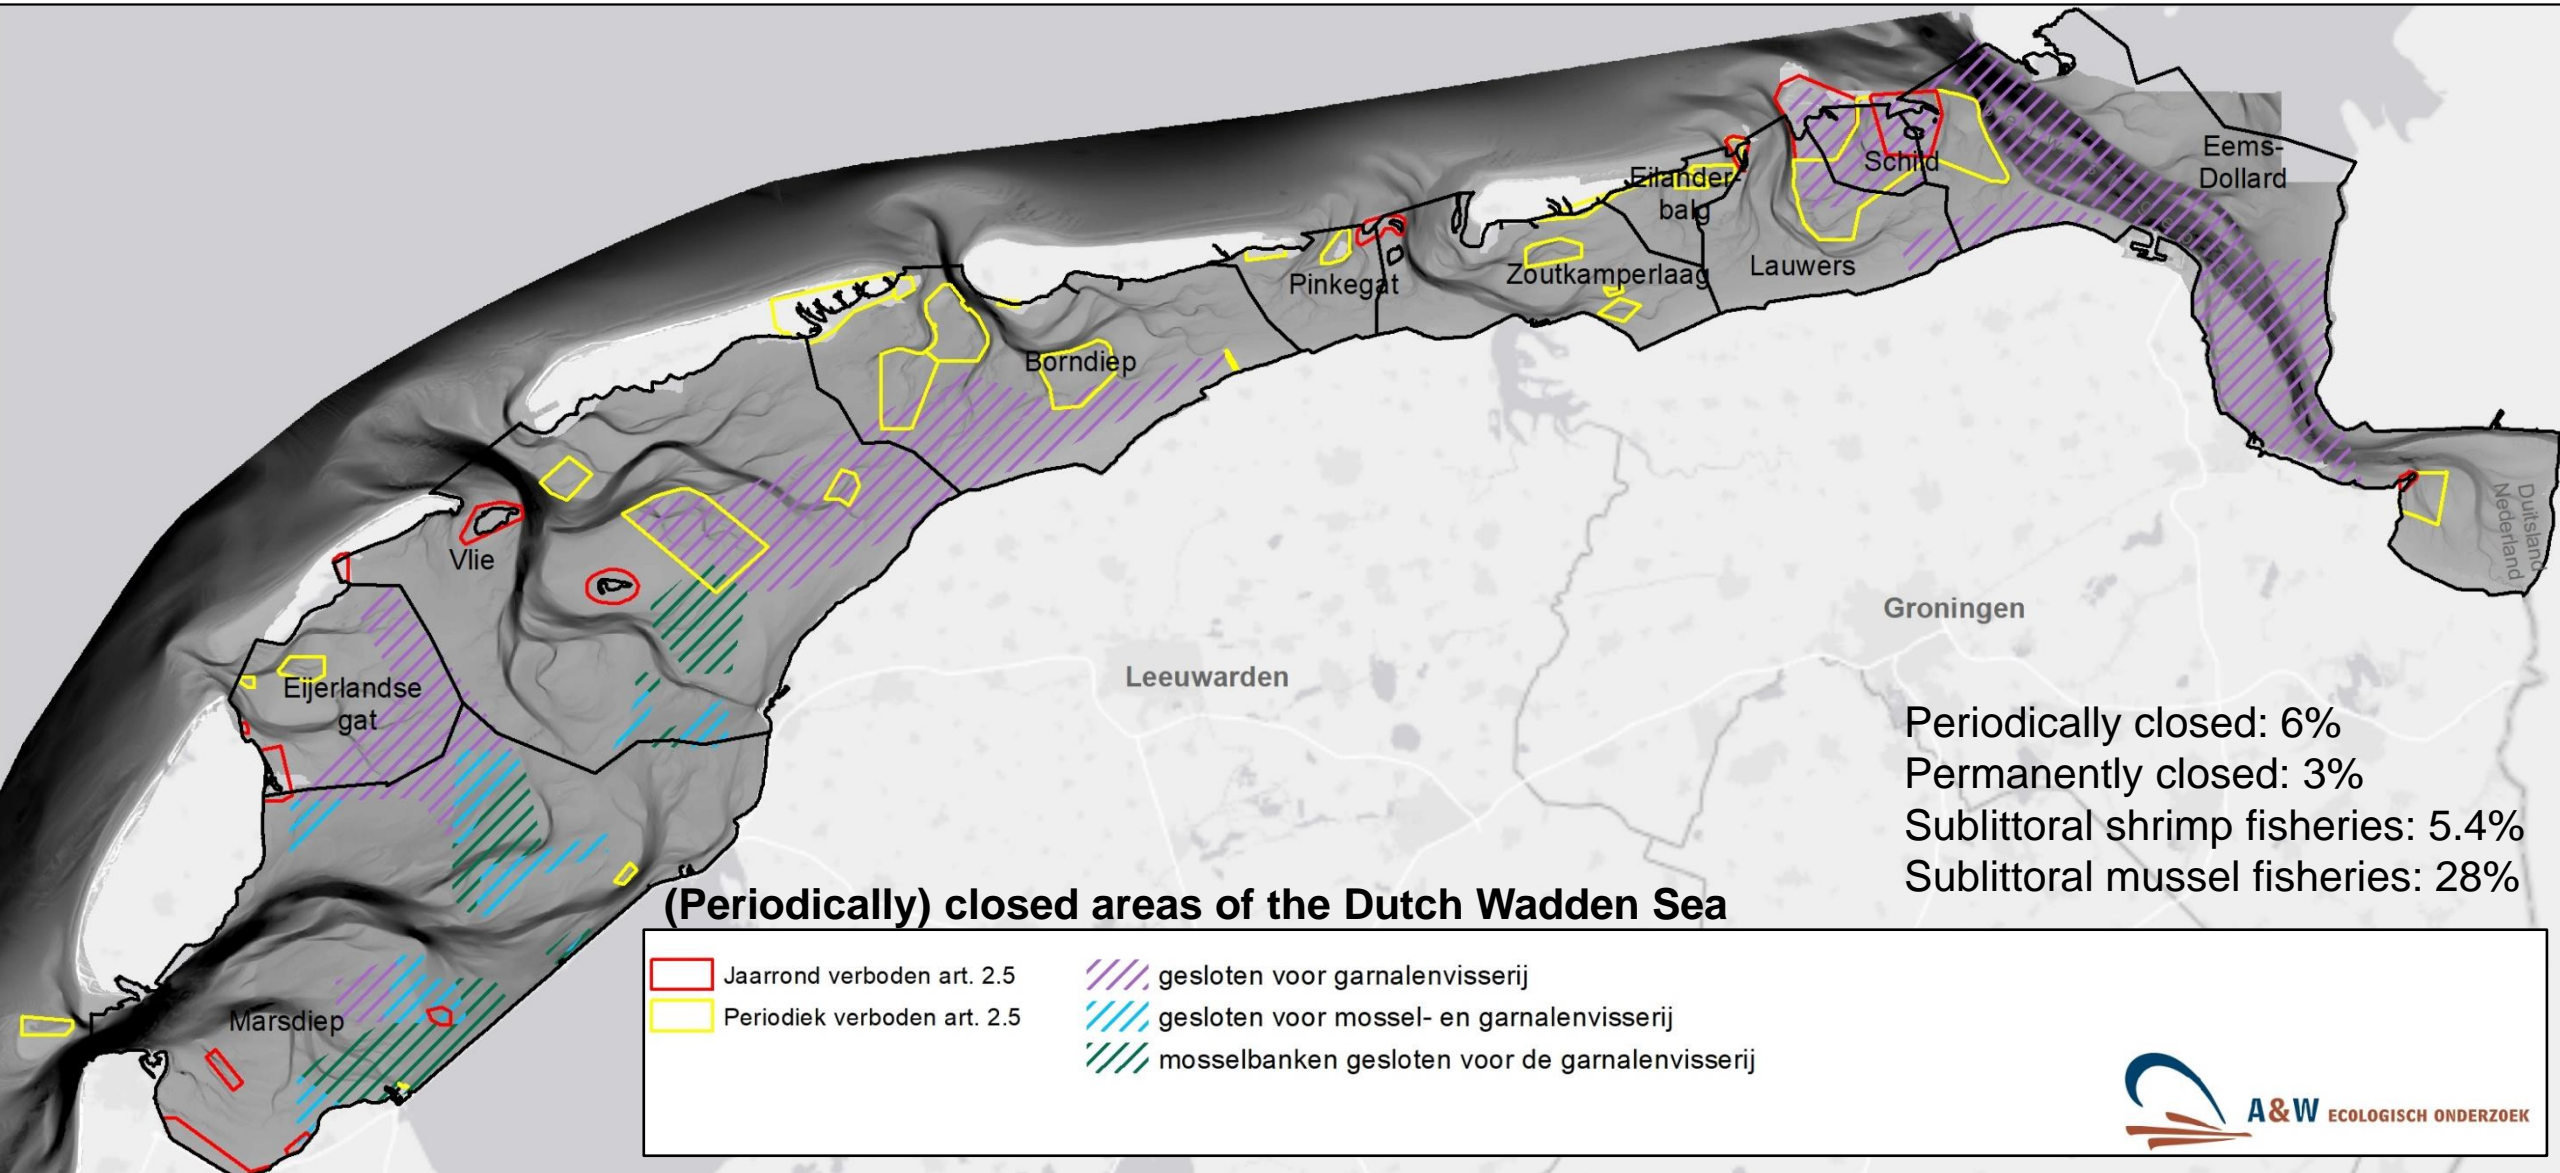 Eems-
Dollard
Schild
Eilander-
balg
Lauwers
Zoutkamperlaag
Pinkegat
Borndiep
Vlie
Duitsland
Nederland
Groningen
Leeuwarden
Eijerlandse
gat
Marsdiep
Periodically closed: 6%
Permanently closed: 3%
Sublittoral shrimp fisheries: 5.4%
Sublittoral mussel fisheries: 28%
(Periodically) closed areas of the Dutch Wadden Sea
Jaarrond verboden art. 2.5
Periodiek verboden art. 2.5
gesloten voor garnalenvisserij
gesloten voor mossel- en garnalenvisserij
mosselbanken gesloten voor de garnalenvisserij
A&W ECOLOGISCH ONDERZOEK